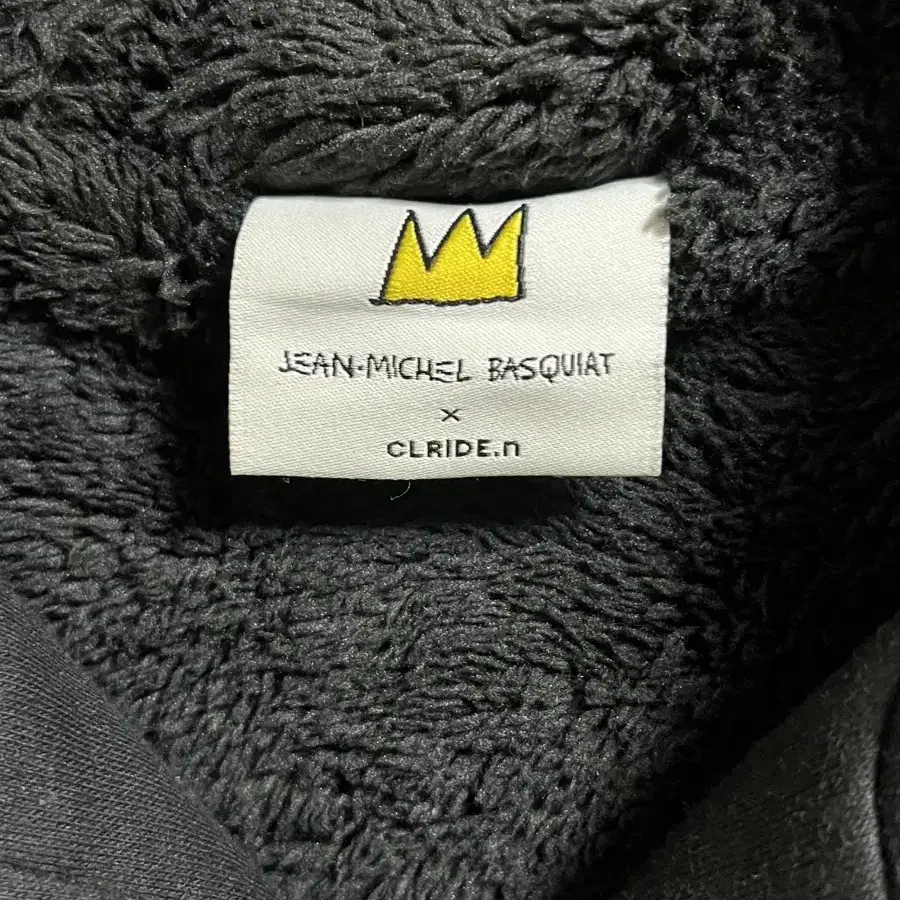 JEAN-MICHEL BASQUIAT
×
CLRIDE.n